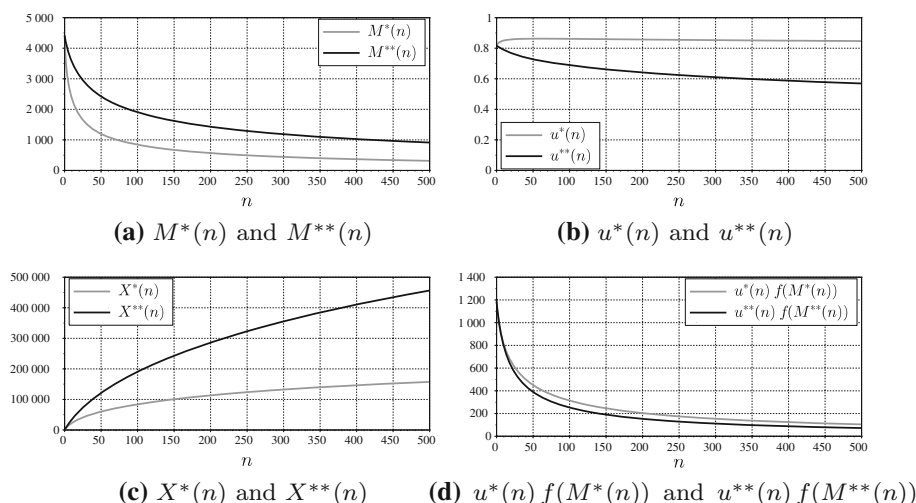 5 000
4 000
3 000
2 000
1 000
0
M*(n)
M**(n)
0 50 100 150 200 250 300 350 400 450 500
n
(a) M*(n) and M**(n)
1
0.8
0.6
0.4
0.2
0
u*(n)
u**(n)
0 50 100 150 200 250 300 350 400 450 500
n
(b) u*(n) and u**(n)
500 000
400 000
300 000
200 000
100 000
0
X*(n)
X**(n)
0 50 100 150 200 250 300 350 400 450 500
n
(c) X*(n) and X**(n)
1 400
1 200
1 000
800
600
400
200
0
u*(n) f(M*(n))
u**(n) f(M**(n))
0 50 100 150 200 250 300 350 400 450 500
n
(d) u*(n) f(M*(n)) and u**(n) f(M**(n))